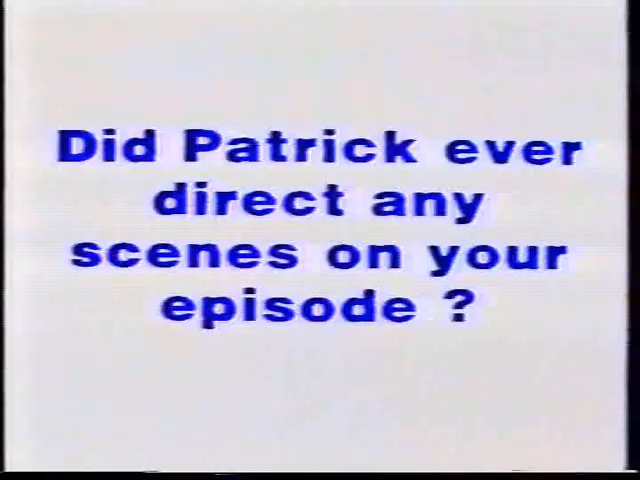 Did Patrick ever
direct any
scenes on your
episode ?